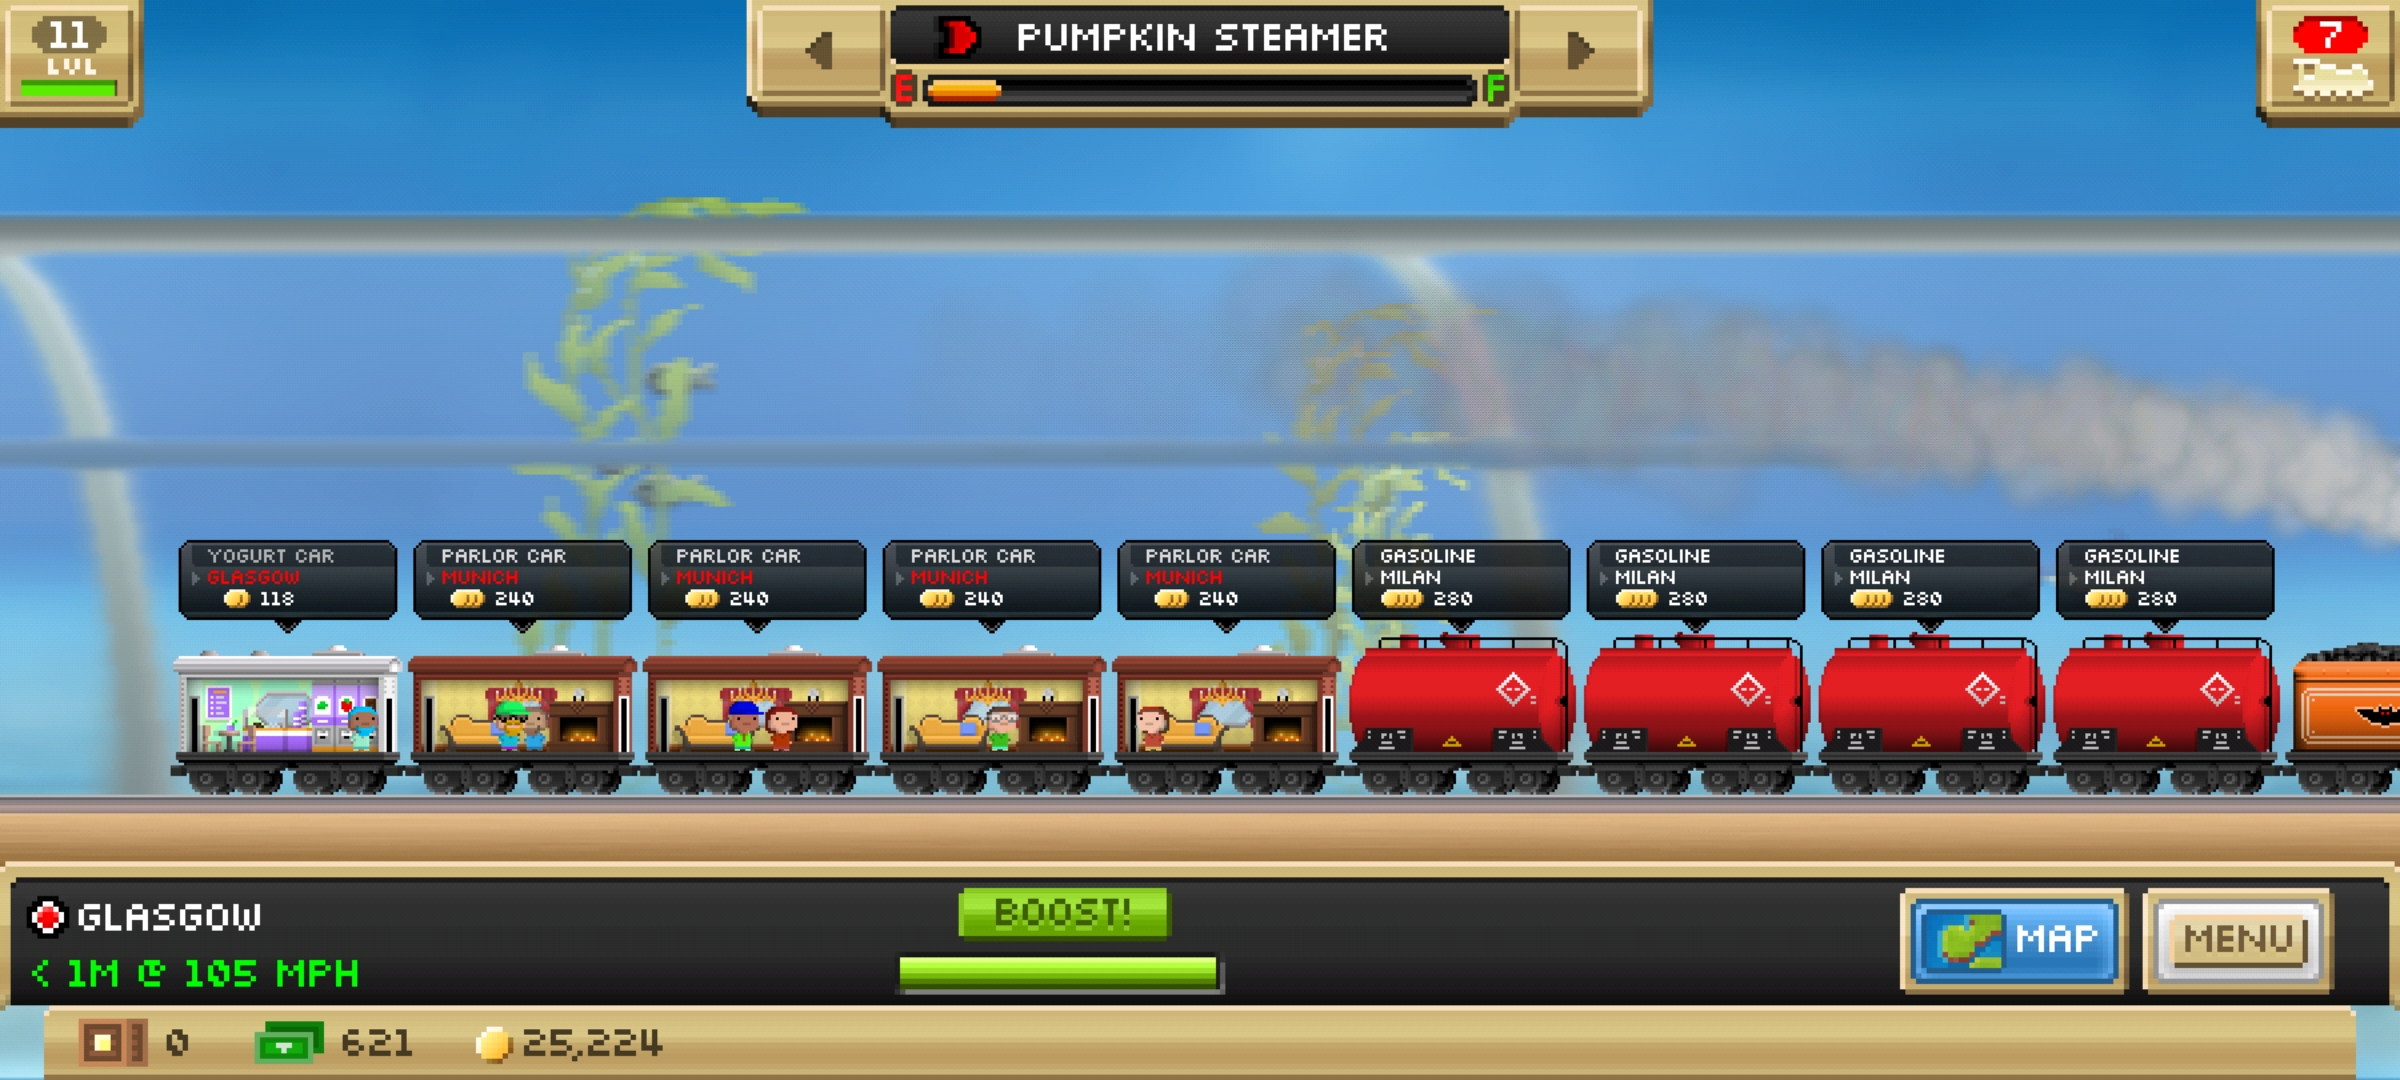 11
LVL
PUMPKIN STEAMER
E
F
7
YOGURT CAR
GLASGOW
118
PARLOR CAR
MUNICH
240
PARLOR CAR
MUNICH
240
PARLOR CAR
MUNICH
240
PARLOR CAR
MUNICH
240
GASOLINE
MILAN
280
GASOLINE
MILAN
280
GASOLINE
MILAN
280
GASOLINE
MILAN
280
GLASGOW
< 1M @ 105 MPH
BOOST!
MAP
MENU
0
621
25,224